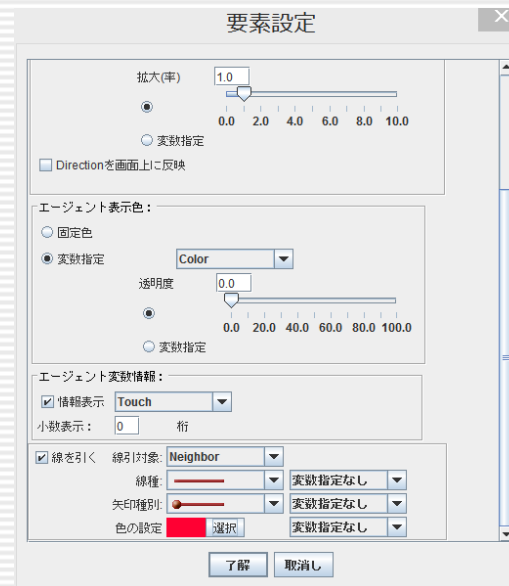 要素設定
拡大(率) 1.0
0.0 2.0 4.0 6.0 8.0 10.0
変数指定
Directionを画面上に反映
エージェント表示色：
固定色
変数指定 Color
透明度 0.0
0.0 20.0 40.0 60.0 80.0 100.0
変数指定
エージェント変数情報：
情報表示 Touch
小数表示： 0 桁
線を引く 線引対象: Neighbor
線種: 変数指定なし
矢印種別: 変数指定なし
色の設定 選択 変数指定なし
了解 取消し